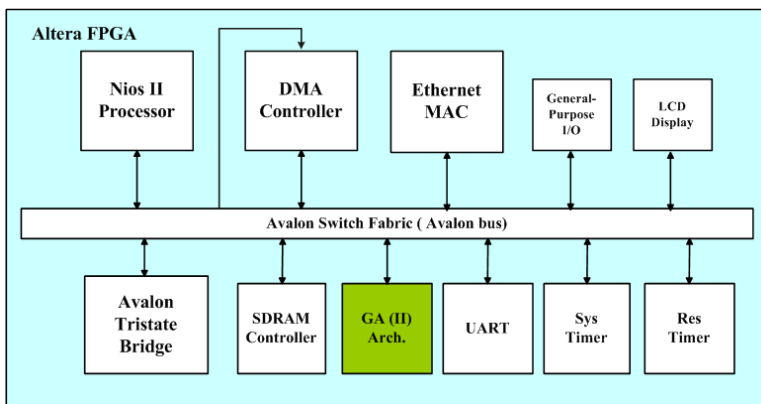 Altera FPGA
Nios II
Processor
DMA
Controller
Ethernet
MAC
General-
Purpose
I/O
LCD
Display
Avalon Switch Fabric ( Avalon bus)
Avalon
Tristate
Bridge
SDRAM
Controller
GA (II)
Arch.
UART
Sys
Timer
Res
Timer